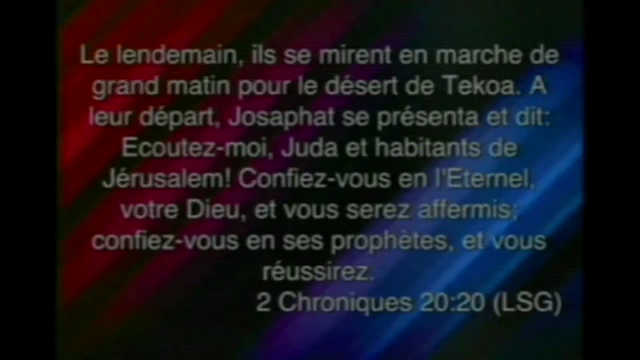 Le lendemain, ils se mirent en marche de
grand matin pour le désert de Tekoa. A
leur départ, Josaphat se présenta et dit:
Ecoutez-moi, Juda et habitants de
Jérusalem! Confiez-vous en l'Eternel,
votre Dieu, et vous serez affermis;
confiez-vous en ses prophètes, et vous
réussirez.
2 Chroniques 20:20 (LSG)